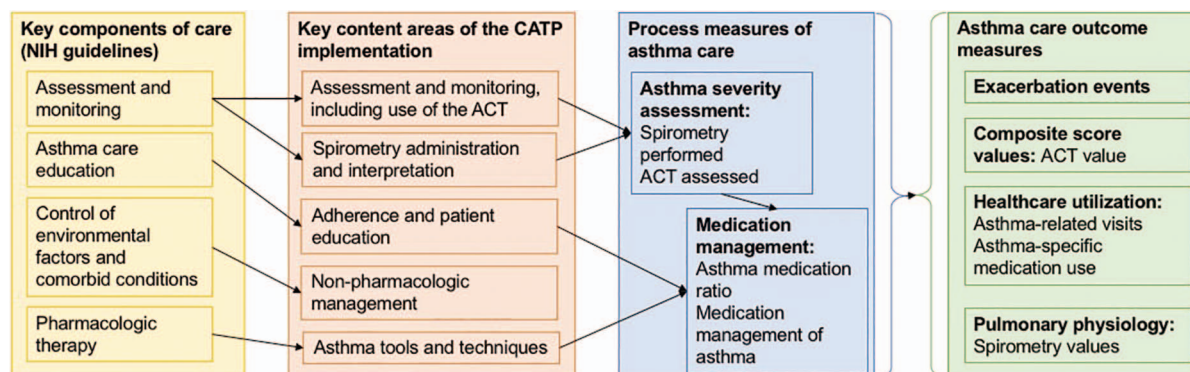 Key components of care
(NIH guidelines)
Assessment and
monitoring
Asthma care
education
Control of
environmental
factors and
comorbid conditions
Pharmacologic
therapy
Key content areas of the CATP
implementation
Assessment and monitoring,
including use of the ACT
Spirometry administration
and interpretation
Adherence and patient
education
Non-pharmacologic
management
Asthma tools and techniques
Process measures of
asthma care
Asthma severity
assessment:
Spirometry
performed
ACT assessed
Medication
management:
Asthma medication
ratio
Medication
management of
asthma
Asthma care outcome
measures
Exacerbation events
Composite score
values: ACT value
Healthcare utilization:
Asthma-related visits
Asthma-specific
medication use
Pulmonary physiology:
Spirometry values